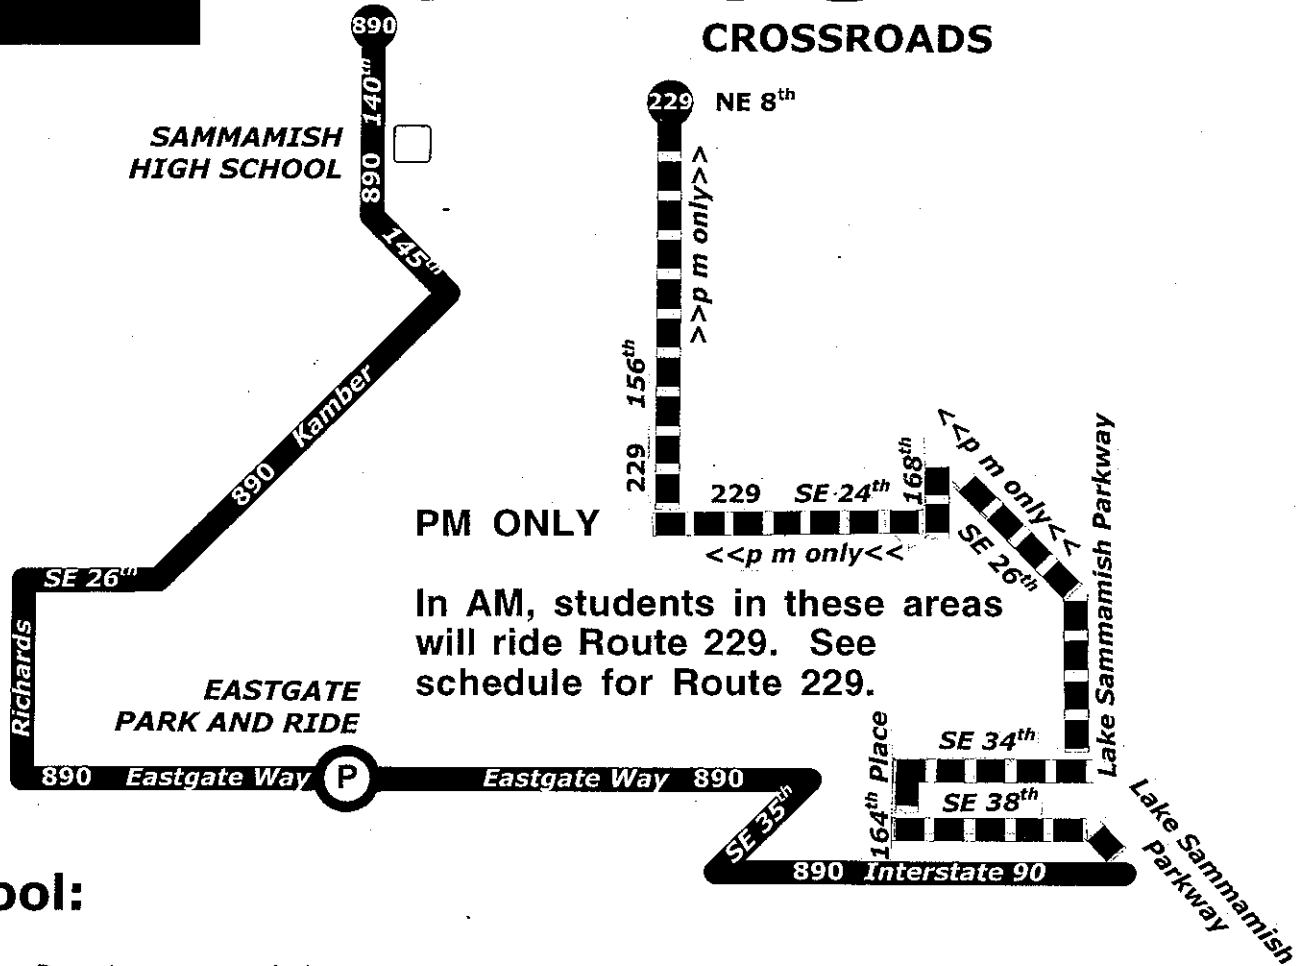 890
CROSSROADS
229 NE 8th
140th
SAMMAMISH
HIGH SCHOOL
890
>>p m only>>
145th
156th
Kamber
890
229
229 SE 24th
168th
<<p m only<<
Lake Sammamish Parkway
PM ONLY
<<p m only<<
SE 26th
SE 26th
In AM, students in these areas
will ride Route 229. See
schedule for Route 229.
Richards
EASTGATE
PARK AND RIDE
164th Place
SE 34th
890 Eastgate Way P Eastgate Way 890
SE 38th
SE 35th
Lake Sammamish
Parkway
890 Interstate 90
ool: